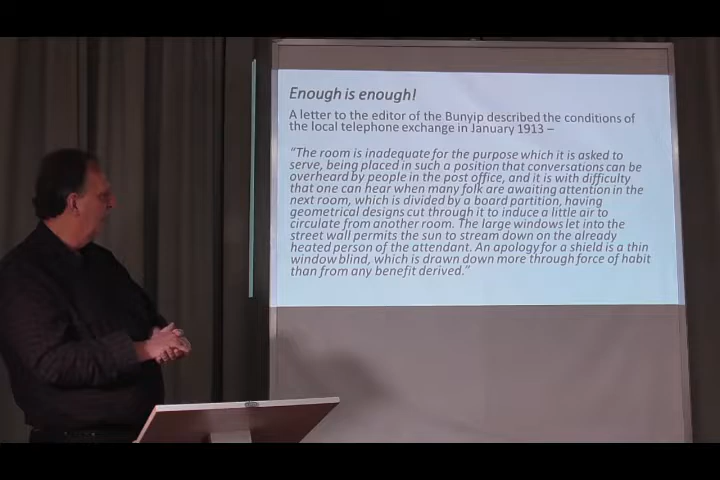 Enough is enough!
A letter to the editor of the Bunyip described the conditions of
the local telephone exchange in January 1913 –
“The room is inadequate for the purpose which it is asked to
serve, being placed in such a position that conversations can be
overheard by people in the post office, and it is with difficulty
that one can hear when many folk are awaiting attention in the
next room, which is divided by a board partition, having
geometrical designs cut through it to induce a little air to
circulate from another room. The large windows let into the
street wall permits the sun to stream down on the already
heated person of the attendant. An apology for a shield is a thin
window blind, which is drawn down more through force of habit
than from any benefit derived.”